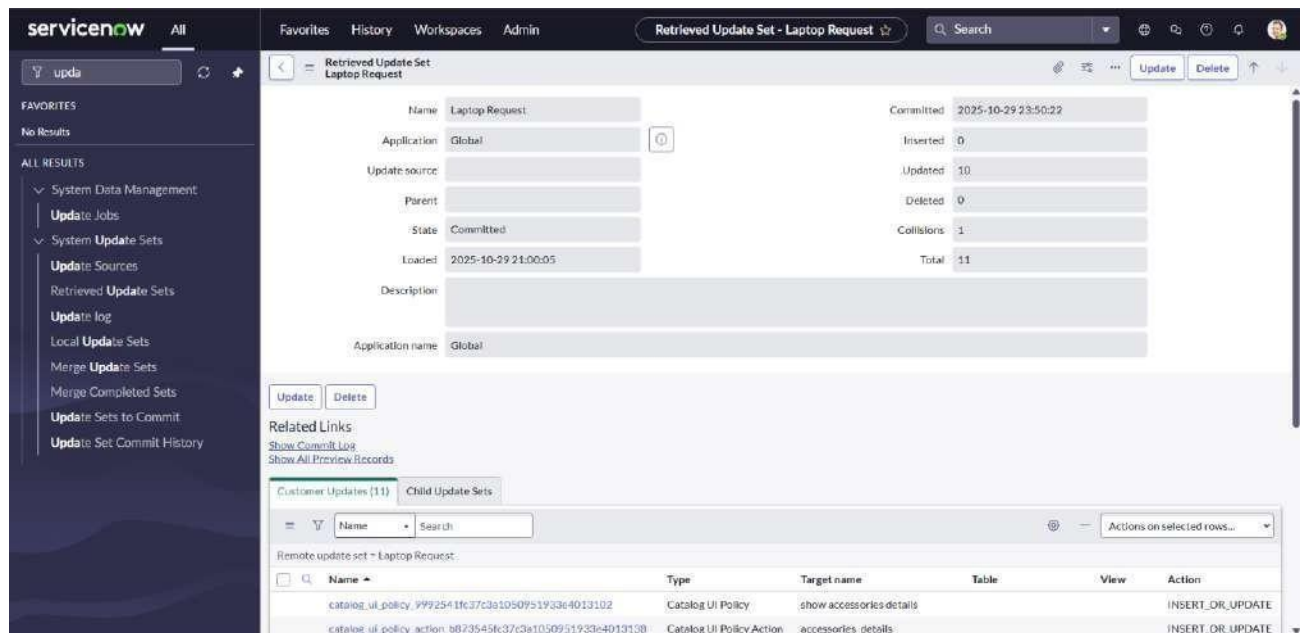 servicenow All Favorites History Workspaces Admin Retrieved Update Set - Laptop Request Search
upda
FAVORITES
No Results
ALL RESULTS
System Data Management
Update Jobs
System Update Sets
Update Sources
Retrieved Update Sets
Update log
Local Update Sets
Merge Update Sets
Merge Completed Sets
Update Sets to Commit
Update Set Commit History
Retrieved Update Set
Laptop Request
Update Delete
Name Laptop Request
Application Global
Update source
Parent
State Committed
Loaded 2025-10-29 21:00:05
Committed 2025-10-29 23:50:22
Inserted 0
Updated 10
Deleted 0
Collisions 1
Total 11
Description
Application name Global
Update Delete
Related Links
Show Commit Log
Show All Preview Records
Customer Updates (11) Child Update Sets
Name Search Actions on selected rows...
Remote update set = Laptop Request
Name Type Target name Table View Action
Catalog UI Policy show accessories details INSERT_OR_UPDATE
Catalog UI Policy Action accessories_details INSERT_OR_UPDATE